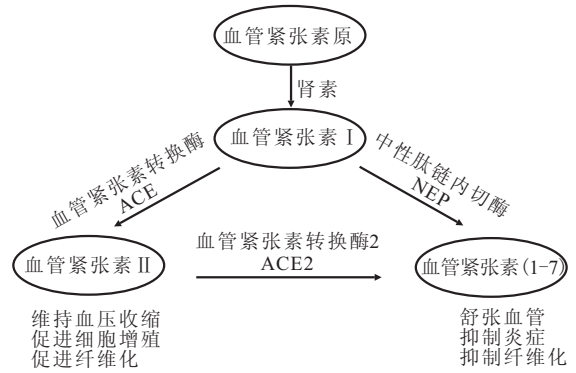 血管紧张素原
肾素
血管紧张素Ⅰ
血管紧张素转换酶
ACE
中性肽链内切酶
NEP
血管紧张素转换酶2
ACE2
血管紧张素Ⅱ
血管紧张素(1-7)
维持血压收缩
促进细胞增殖
促进纤维化
舒张血管
抑制炎症
抑制纤维化